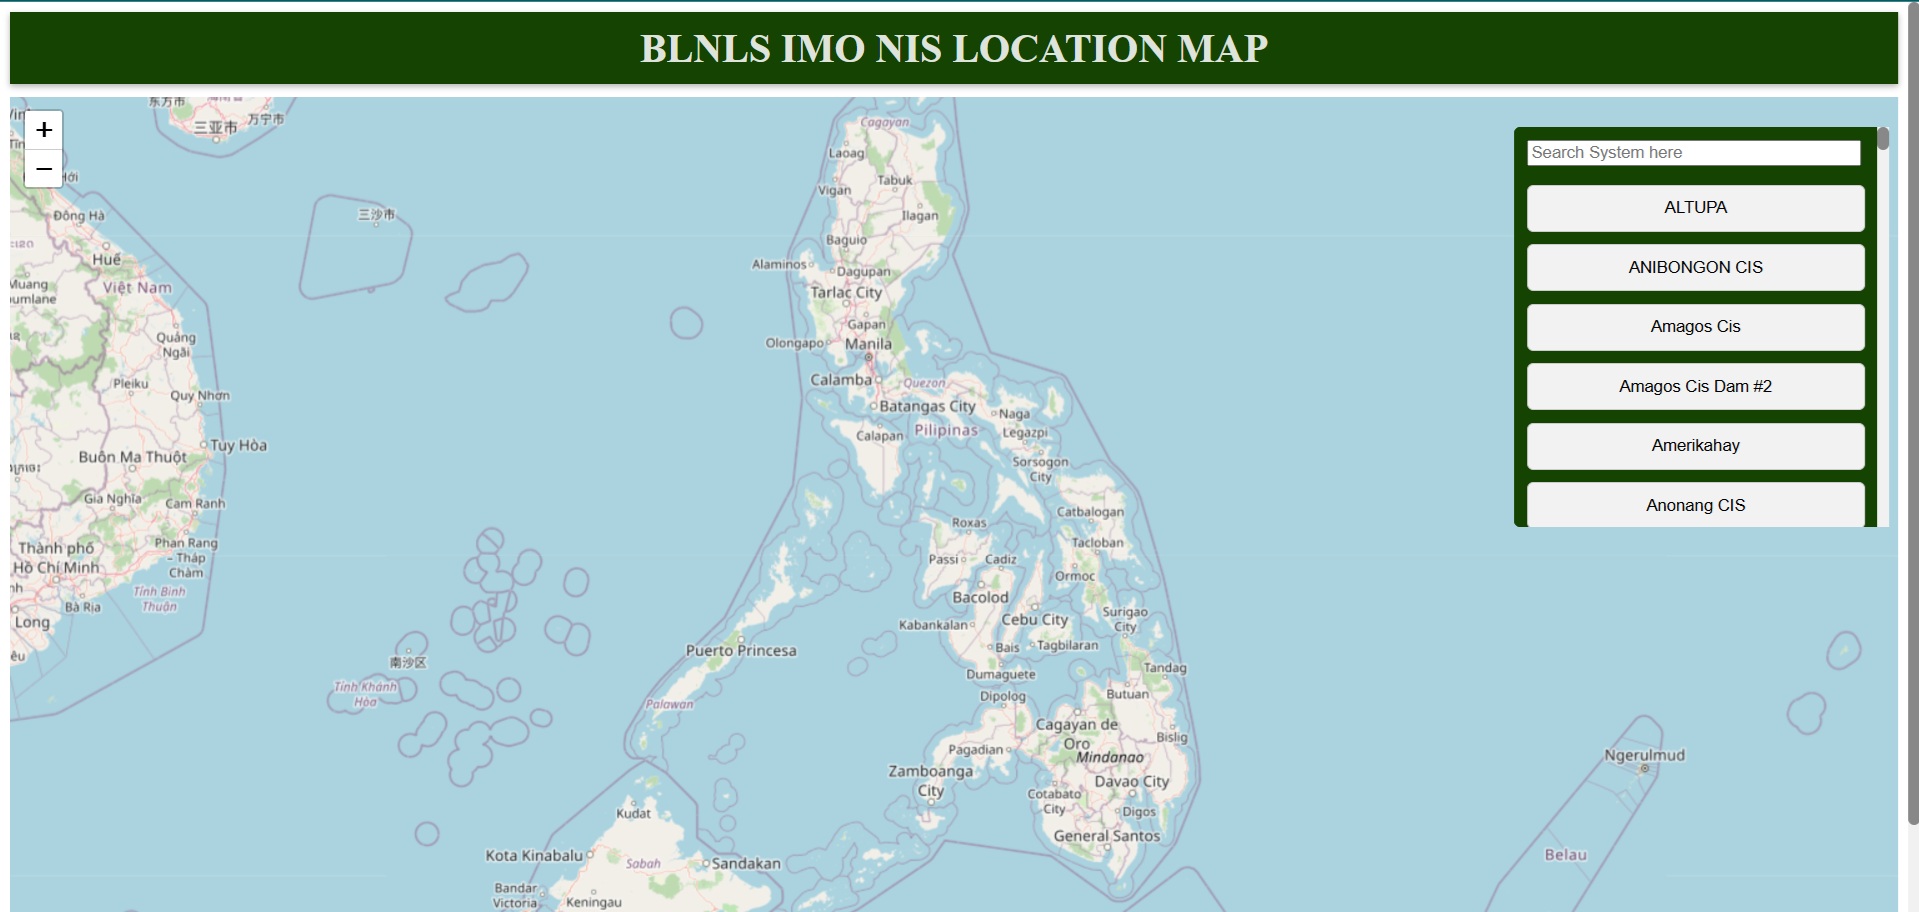 BLNLS IMO NIS LOCATION MAP
+
−
Search System here
ALTUPA
ANIBONGON CIS
Amagos Cis
Amagos Cis Dam #2
Amerikahay
Anonang CIS
东方市
三亚市
万宁市
三沙市
Đông Hà
Huế
Việt Nam
Muang
Quảng
Ngãi
Pleiku
Quy Nhơn
Tuy Hòa
Buôn Ma Thuột
Gia Nghĩa
Cam Ranh
Phan Rang
- Tháp
Chàm
Thành phố
Hồ Chí Minh
Tỉnh Bình
Thuận
Bà Rịa
Long
南沙区
Tỉnh Khánh
Hòa
Cagayan
Laoag
Tabuk
Vigan
Ilagan
Baguio
Alaminos
Dagupan
Tarlac City
Gapan
Olongapo
Manila
Calamba
Quezon
Batangas City
Naga
Calapan
Pilipinas
Legazpi
Sorsogon
City
Catbalogan
Roxas
Tacloban
Passi
Cadiz
Ormoc
Bacolod
Cebu City
Surigao
City
Kabankalan
Bais
Tagbilaran
Puerto Princesa
Dumaguete
Tandag
Dipolog
Butuan
Palawan
Cagayan de
Oro
Bislig
Pagadian
Mindanao
Zamboanga
City
Davao City
Cotabato
City
Digos
General Santos
Ngerulmud
Belau
Kudat
Kota Kinabalu
Sabah
Sandakan
Bandar
Victoria
Keningau